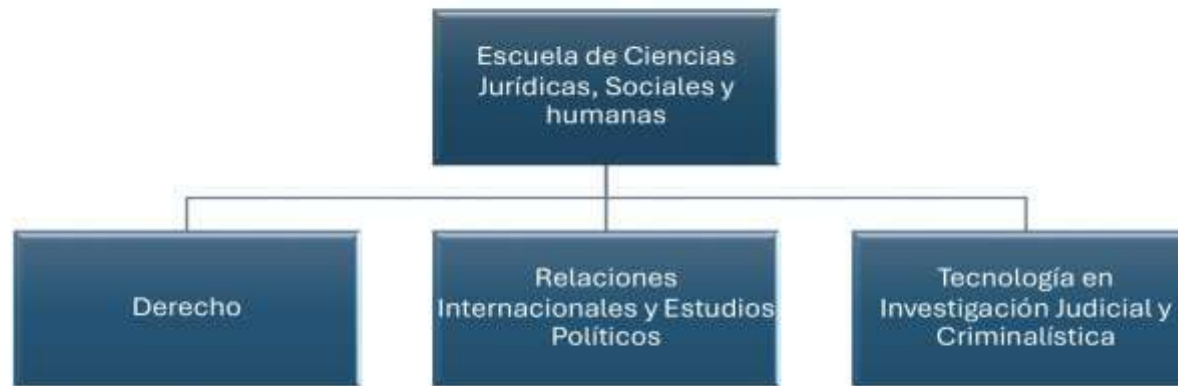 Escuela de Ciencias
Jurídicas, Sociales y
humanas
Derecho
Relaciones
Internacionales y Estudios
Políticos
Tecnología en
Investigación Judicial y
Criminalística